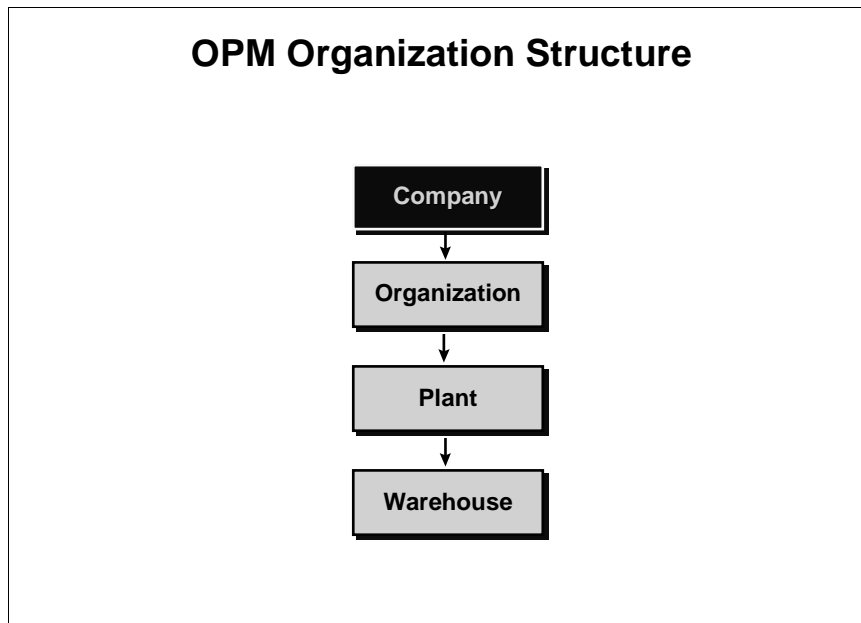 OPM Organization Structure
Company
Organization
Plant
Warehouse